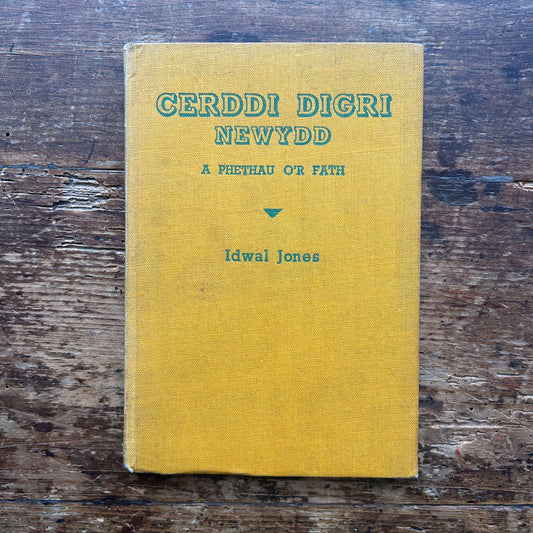 CERDDI DIGRI
NEWYDD
A PHETHAU O'R FATH
Idwal Jones